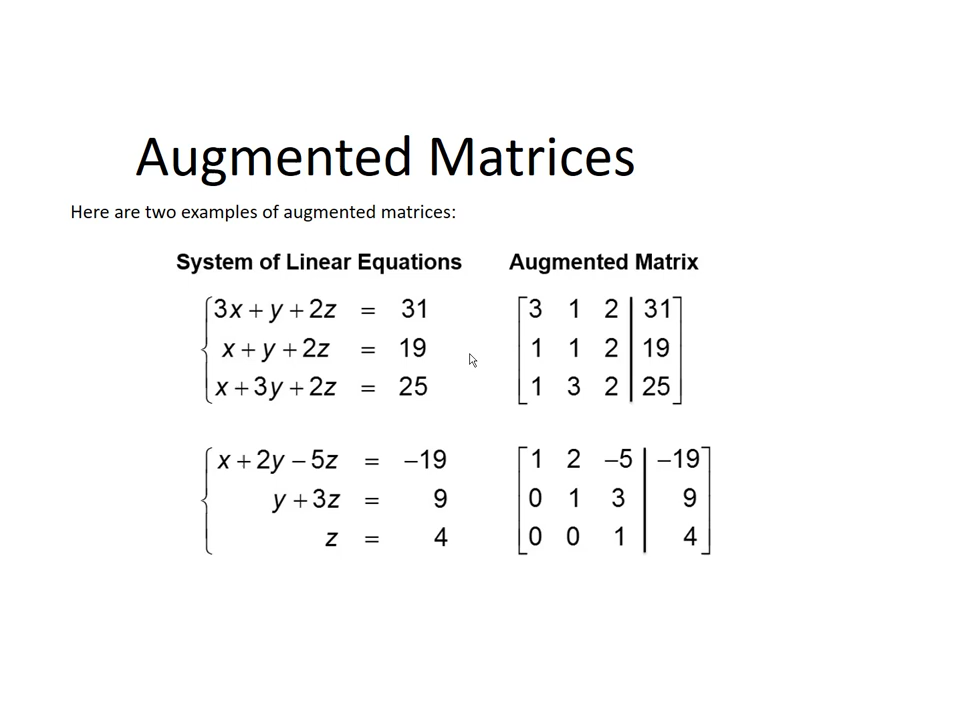 Augmented Matrices
Here are two examples of augmented matrices:
System of Linear Equations Augmented Matrix
3x + y + 2z = 31 3 1 2 31
x + y + 2z = 19 1 1 2 19
x + 3y + 2z = 25 1 3 2 25
x + 2y − 5z = −19 1 2 −5 −19
y + 3z = 9 0 1 3 9
z = 4 0 0 1 4